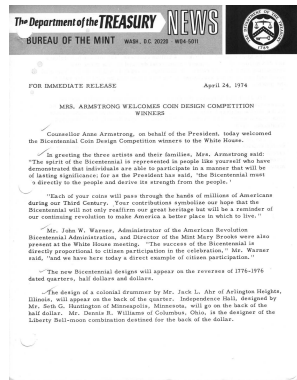 The Department of the TREASURY NEWS
BUREAU OF THE MINT WASH., D.C. 20220 WO4-5011
FOR IMMEDIATE RELEASE April 24, 1974
MRS. ARMSTRONG WELCOMES COIN DESIGN COMPETITION
WINNERS
Counsellor Anne Armstrong, on behalf of the President, today welcomed
the Bicentennial Coin Design Competition winners to the White House.
In greeting the three artists and their families, Mrs. Armstrong said:
"The spirit of the Bicentennial is represented in people like yourself who have
demonstrated that individuals are able to participate in a manner that will be
of lasting significance; for as the President has said, "the Bicentennial must
directly to the people and derive its strength from the people.'
"Each of your coins will pass through the hands of millions of Americans
during our Third Century. Your contributions symbolize our hope that the
Bicentennial will not only reaffirm our great heritage but will be a reminder of
our continuing revolution to make America a better place in which to live."
Mr. John W. Warner, Administrator of the American Revolution
Bicentennial Administration, and Director of the Mint Mary Brooks were also
present at the White House meeting. "The success of the Bicentennial is
directly proportional to citizen participation in the celebration," Mr. Warner
said, "and we have here today a direct example of citizen participation."
The new Bicentennial designs will appear on the reverses of 1776-1976
dated quarters, half dollars and dollars.
The design of a colonial drummer by Mr. Jack L. Ahr of Arlington Heights,
Illinois, will appear on the back of the quarter. Independence Hall, designed by
Mr. Seth G. Huntington of Minneapolis, Minnesota, will go on the back of the
half dollar. Mr. Dennis R. Williams of Columbus, Ohio, is the designer of the
Liberty Bell-moon combination destined for the back of the dollar.